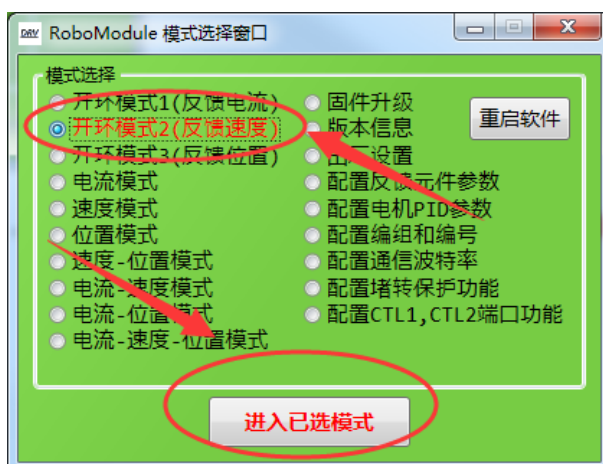 DRV RoboModule 模式选择窗口
模式选择
开环模式1(反馈电流)
开环模式2(反馈速度)
开环模式3(反馈位置)
电流模式
速度模式
位置模式
速度-位置模式
电流-速度模式
电流-位置模式
电流-速度-位置模式
固件升级
版本信息
出厂设置
配置反馈元件参数
配置电机PID参数
配置编组和编号
配置通信波特率
配置堵转保护功能
配置CTL1,CTL2端口功能
重启软件
进入已选模式